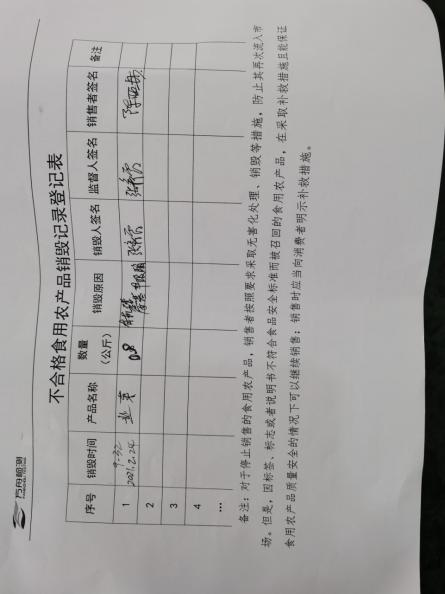 方舟检测
不合格食用农产品销毁记录登记表
序号 销毁时间 产品名称 数量（公斤） 销毁原因 销毁人签名 监督人签名 销售者签名 备注
1 9:32 2021.2.24 韭菜 0.8
2
3
4
…
备注：对于停止销售的食用农产品，销售者按照要求采取无害化处理、销毁等措施，防止其再次流入市
场。但是，因标签、标志或者说明书不符合食品安全标准而被召回的食用农产品，在采取补救措施且能保证
食用农产品质量安全的情况下可以继续销售；销售时应当向消费者明示补救措施。